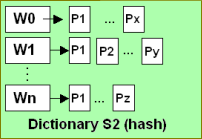 W0 P1 ... Px
W1 P1 P2 ... Py
⋮
Wn P1 ... Pz
Dictionary S2 (hash)